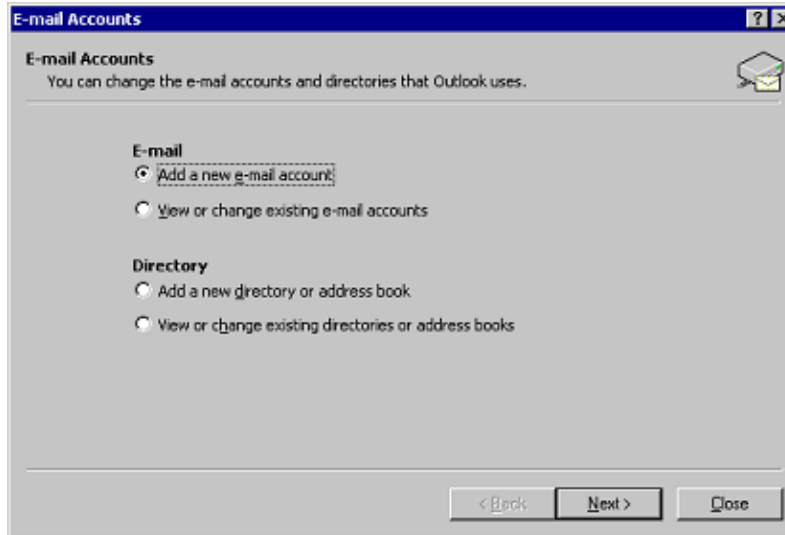 E-mail Accounts
E-mail Accounts
You can change the e-mail accounts and directories that Outlook uses.
E-mail
Add a new e-mail account
View or change existing e-mail accounts
Directory
Add a new directory or address book
View or change existing directories or address books
< Back Next > Close